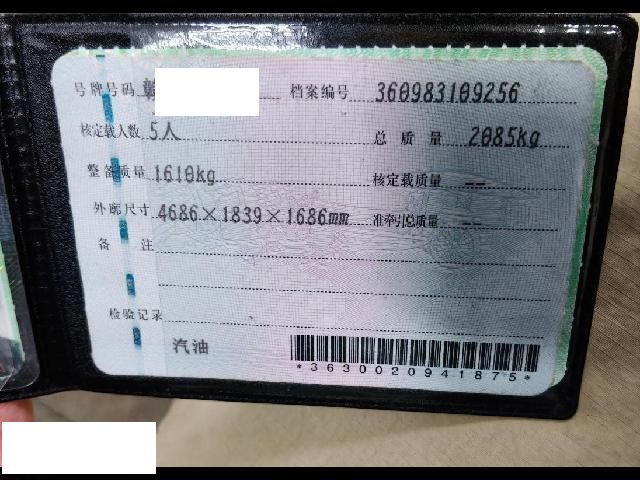 号牌号码 赣 档案编号 360983109256
核定载人数 5人 总质量 2085kg
整备质量 1610kg 核定载质量 --
外廓尺寸 4686×1839×1686mm 准牵引总质量 --
备注
检验记录
汽油
*3630020941875*